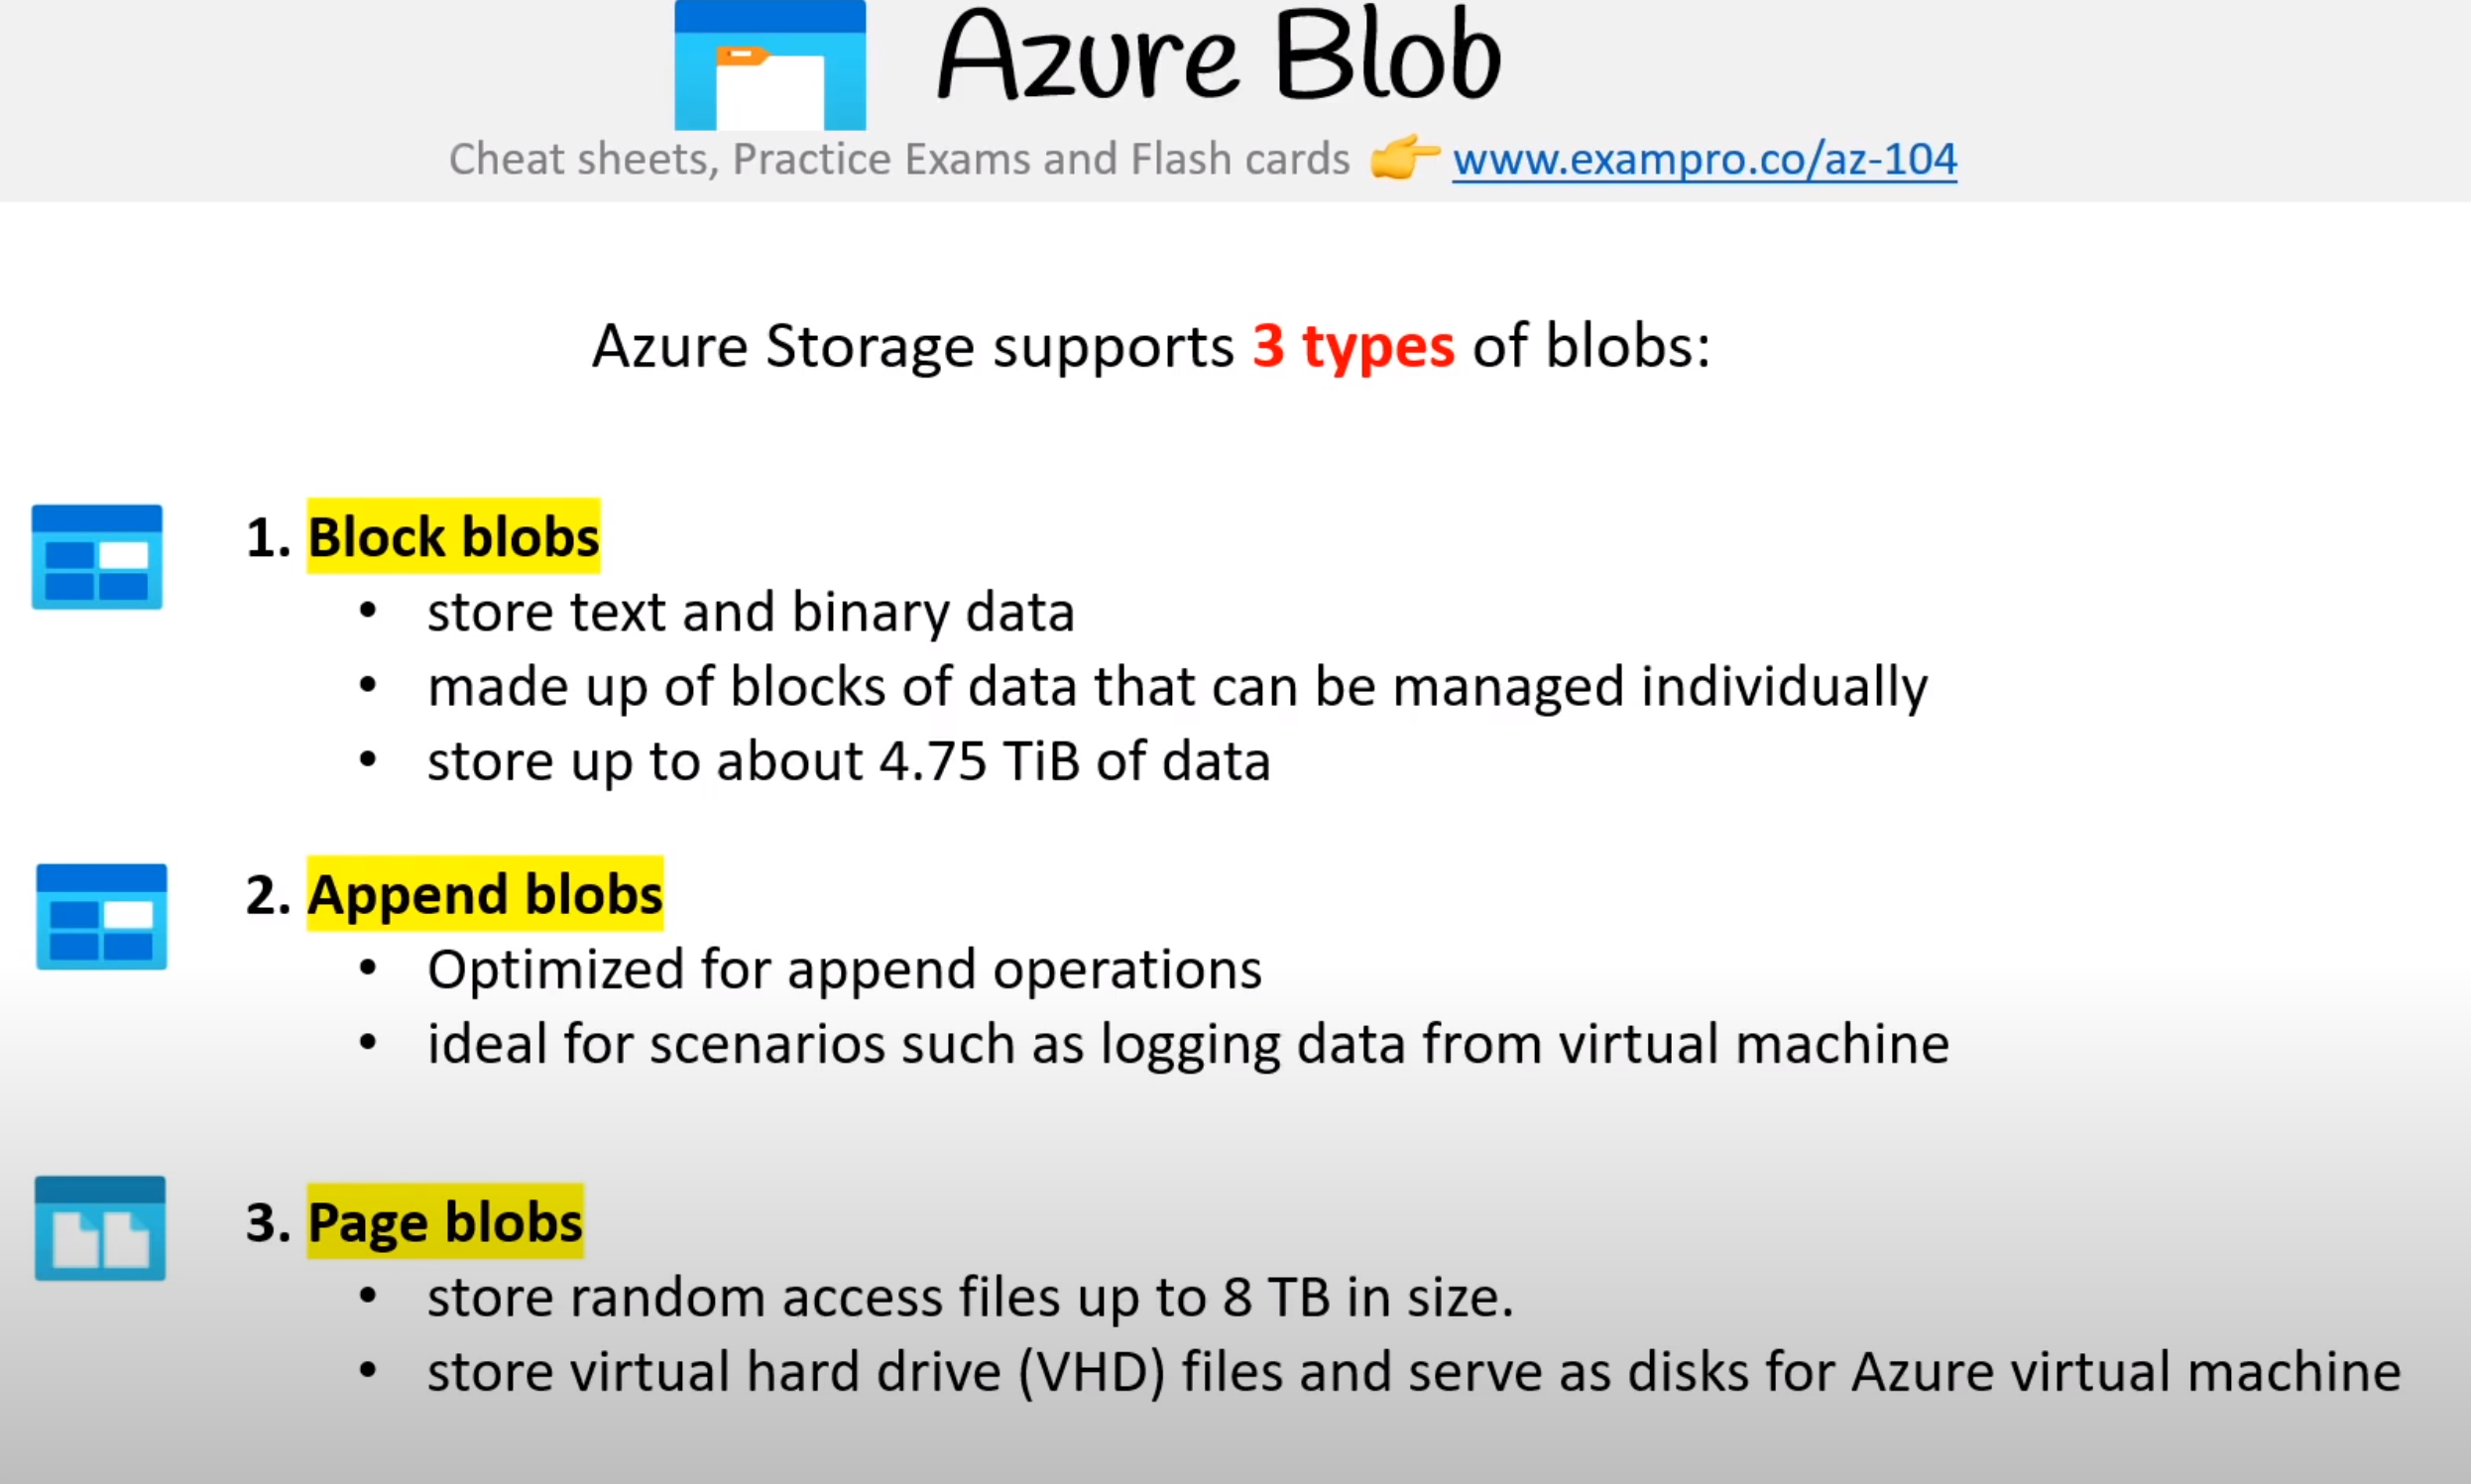 Azure Blob
Cheat sheets, Practice Exams and Flash cards 👉 www.exampro.co/az-104
Azure Storage supports 3 types of blobs:
1. Block blobs
• store text and binary data
• made up of blocks of data that can be managed individually
• store up to about 4.75 TiB of data
2. Append blobs
• Optimized for append operations
• ideal for scenarios such as logging data from virtual machine
3. Page blobs
• store random access files up to 8 TB in size.
• store virtual hard drive (VHD) files and serve as disks for Azure virtual machine